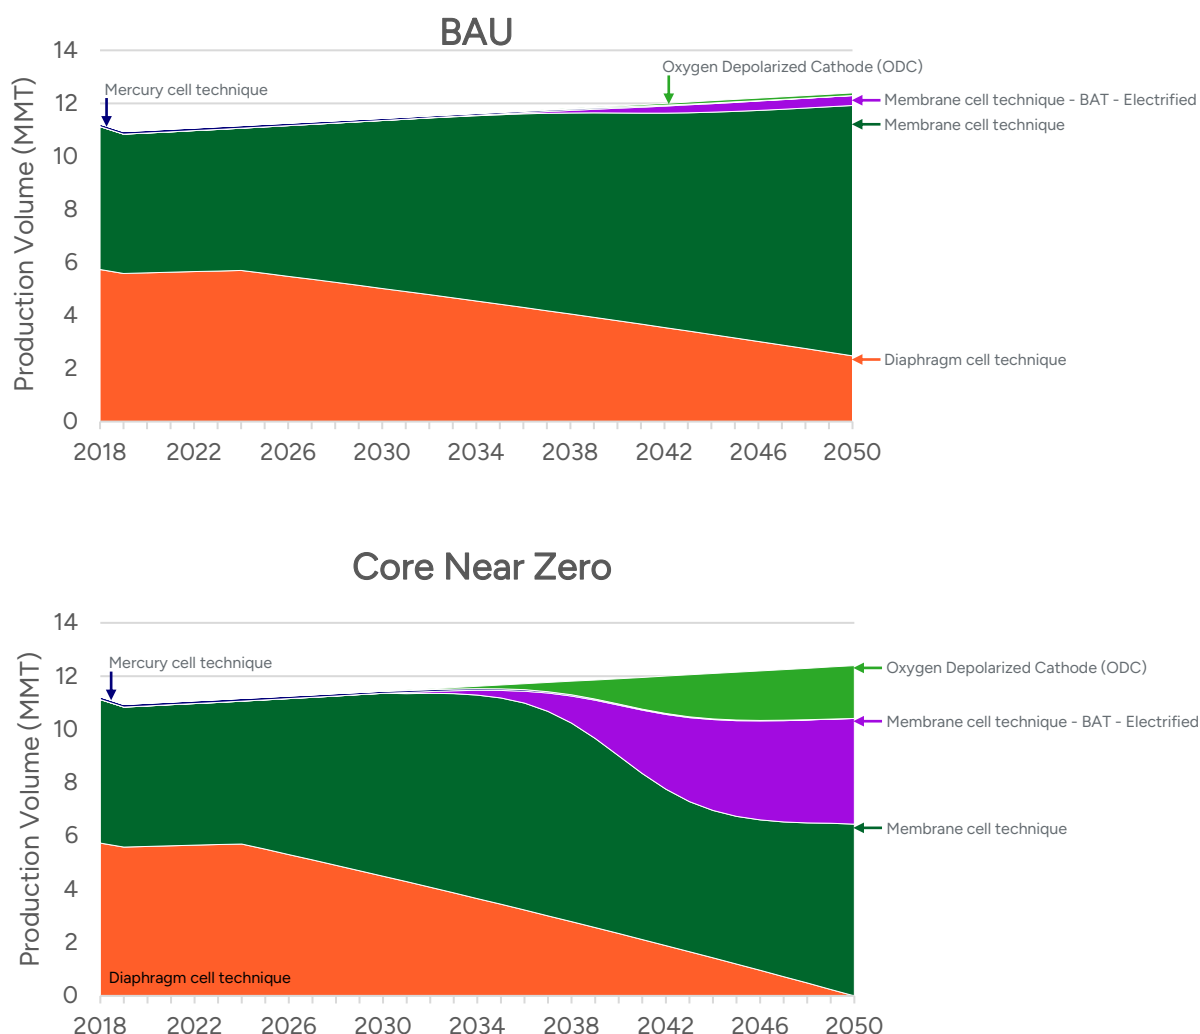 BAU
Production Volume (MMT)
14
12
10
8
6
4
2
0
Mercury cell technique
Oxygen Depolarized Cathode (ODC)
Membrane cell technique - BAT - Electrified
Membrane cell technique
Diaphragm cell technique
2018 2022 2026 2030 2034 2038 2042 2046 2050
Core Near Zero
Production Volume (MMT)
14
12
10
8
6
4
2
0
Mercury cell technique
Oxygen Depolarized Cathode (ODC)
Membrane cell technique - BAT - Electrified
Membrane cell technique
Diaphragm cell technique
2018 2022 2026 2030 2034 2038 2042 2046 2050